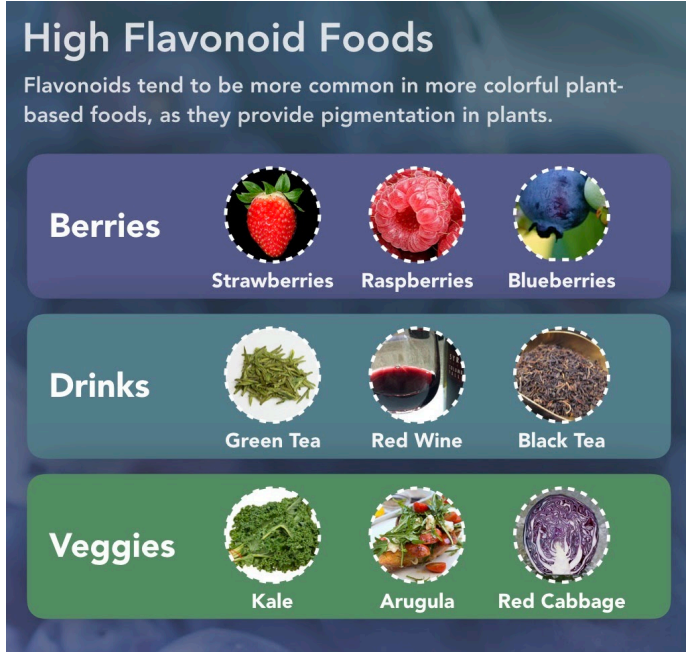 High Flavonoid Foods
Flavonoids tend to be more common in more colorful plant-
based foods, as they provide pigmentation in plants.
Berries
Strawberries Raspberries Blueberries
Drinks
Green Tea Red Wine Black Tea
Veggies
Kale Arugula Red Cabbage